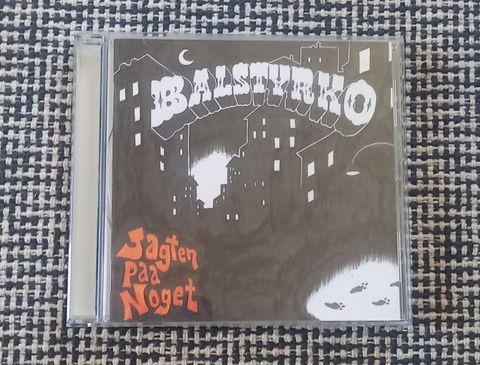 BALSTYRKO
Jagten
Paa
Noget